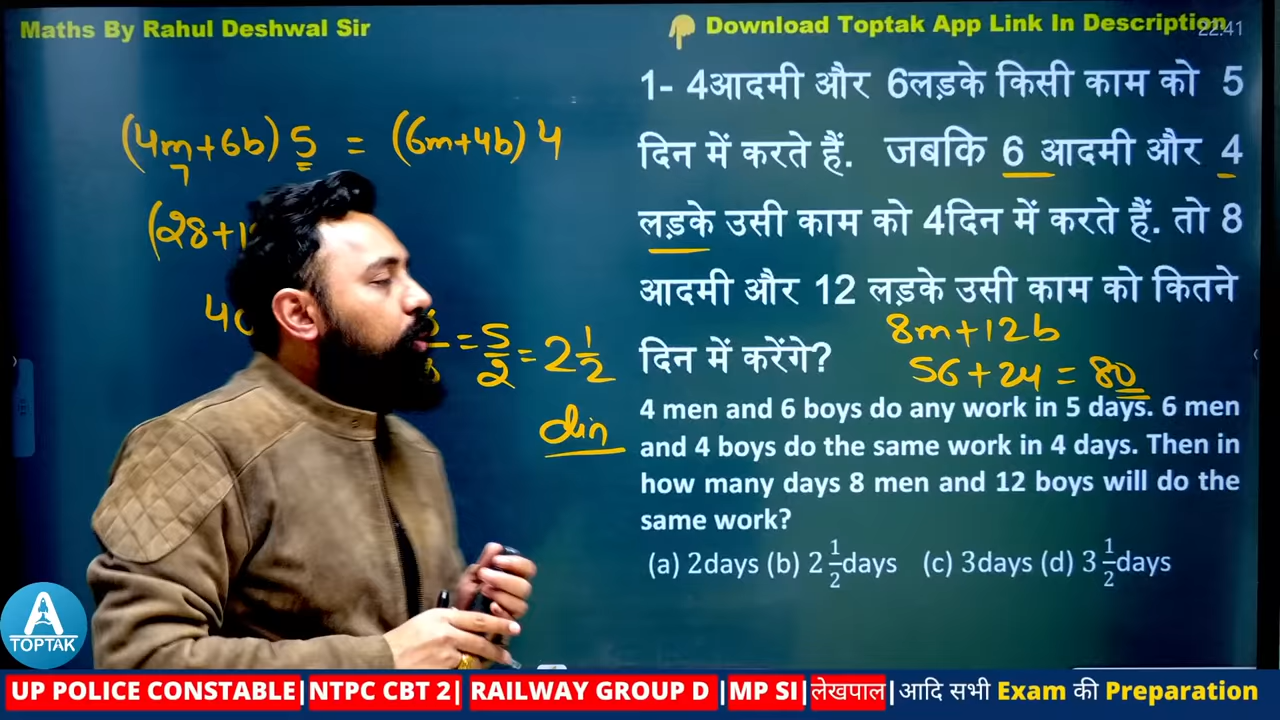 Maths By Rahul Deshwal Sir
Download Toptak App Link In Description
22:41
1- 4आदमी और 6लड़के किसी काम को 5
दिन में करते हैं. जबकि 6 आदमी और 4
लड़के उसी काम को 4दिन में करते हैं. तो 8
आदमी और 12 लड़के उसी काम को कितने
दिन में करेंगे?
8m+12b
56+24 = 80
(4m+6b) 5 = (6m+4b) 4
7
(28+1
40
= 5/2 = 2 1/2
din
4 men and 6 boys do any work in 5 days. 6 men
and 4 boys do the same work in 4 days. Then in
how many days 8 men and 12 boys will do the
same work?
(a) 2days (b) 2 1/2 days (c) 3days (d) 3 1/2 days
A
TOPTAK
UP POLICE CONSTABLE| NTPC CBT 2| RAILWAY GROUP D |MP SI|लेखपाल|आदि सभी Exam की Preparation